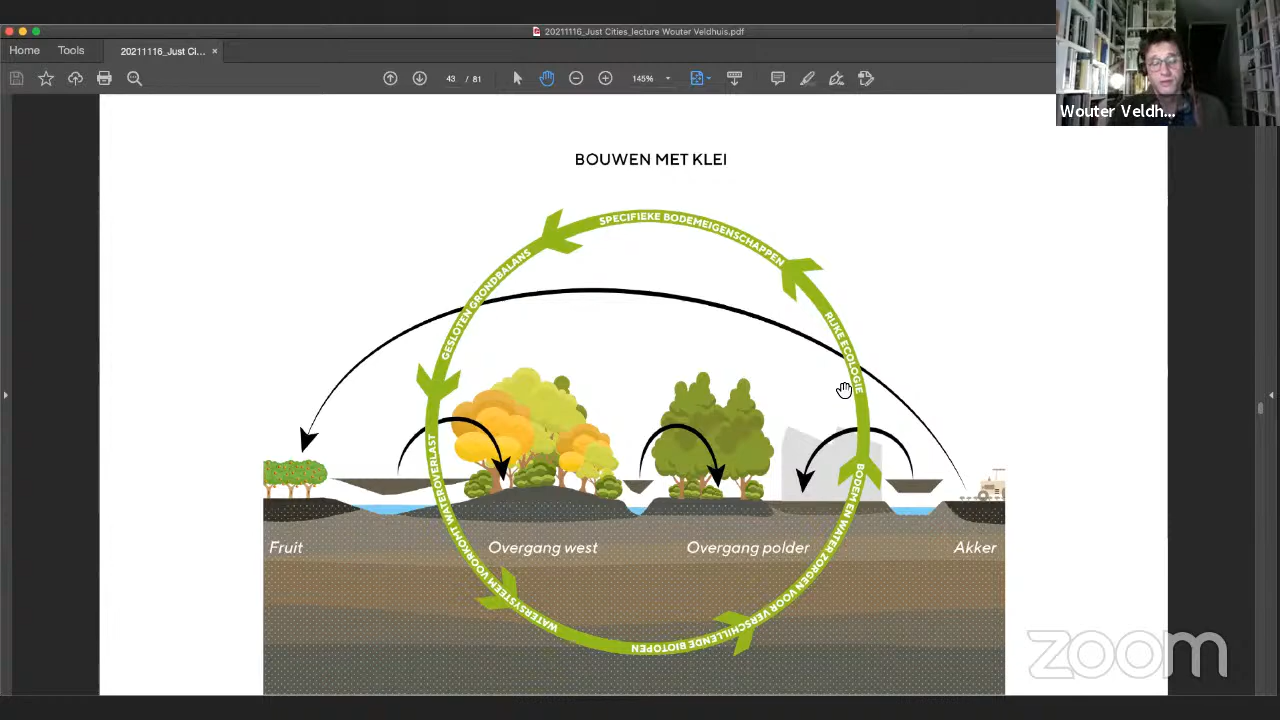 20211116_Just Cities_lecture Wouter Veldhuis.pdf
Home
Tools
20211116_Just Ci... ×
43 / 81
145%
Wouter Veldh...
BOUWEN MET KLEI
SPECIFIEKE BODEMEIGENSCHAPPEN
GESLOTEN GRONDBALANS
RIJKE ECOLOGIE
WATERSYSTEEM VOORKOMT WATEROVERLAST
BODEM EN WATER ZORGEN VOOR VERSCHILLENDE BIOTOPEN
Fruit
Overgang west
Overgang polder
Akker
zoom